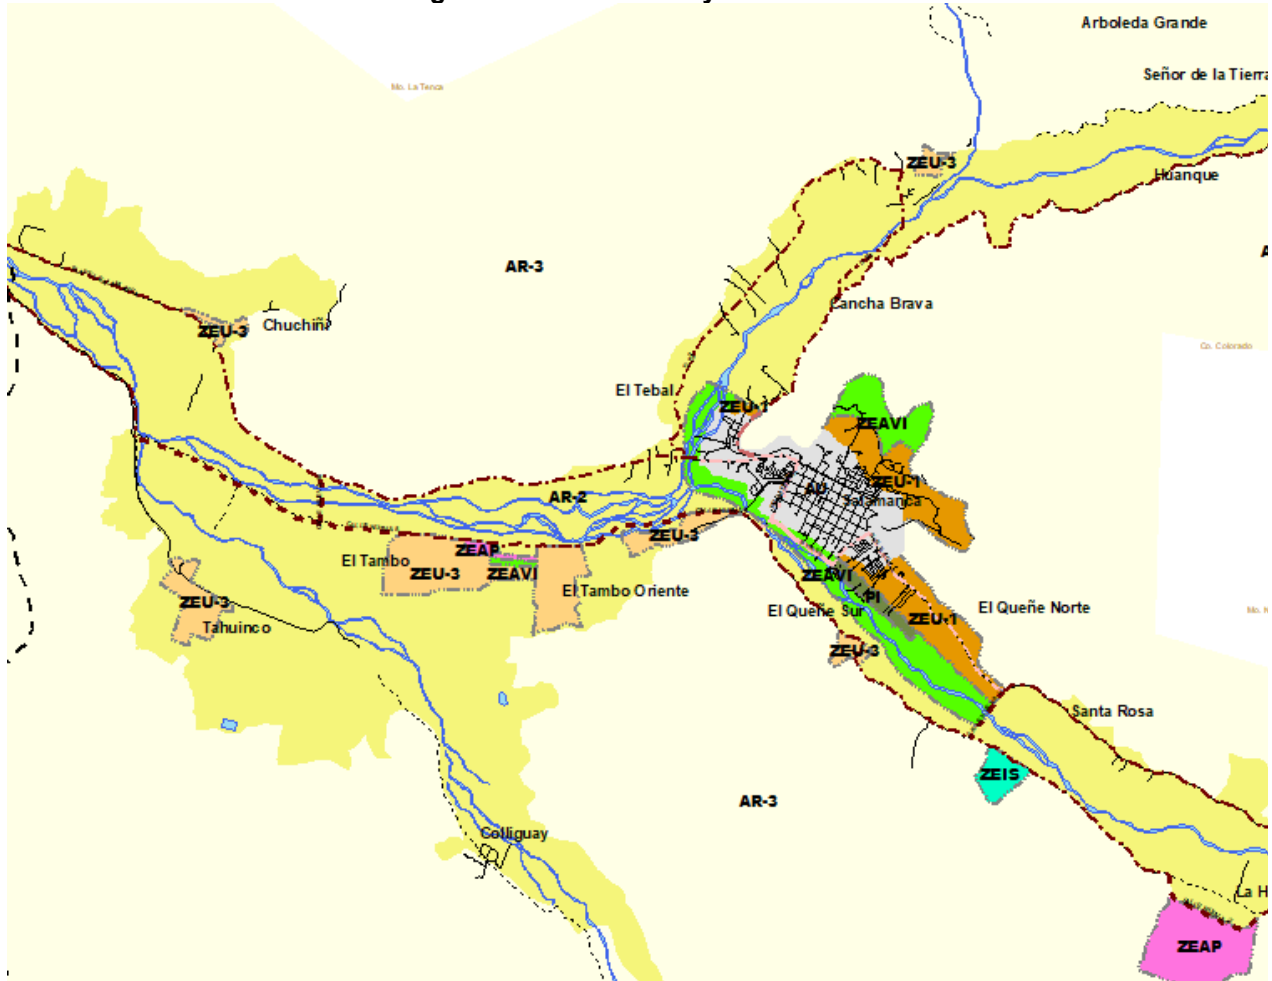 Arboleda Grande
Señor de la Tierra
Mo. La Tenca
ZEU-3
Huanque
AR-3
Cancha Brava
ZEU-3
Chuchiñi
Co. Colorado
El Tebal
ZEU-1
ZEAVI
ZEU-1
AU
Salamanca
AR-2
ZEU-3
El Tambo
ZEAP
ZEU-3
ZEAVI
El Tambo Oriente
ZEAVI
PI
El Queñe Sur
ZEU-1
El Queñe Norte
ZEU-3
Tahuinco
ZEU-3
Santa Rosa
ZEIS
AR-3
Colliguay
La H
ZEAP